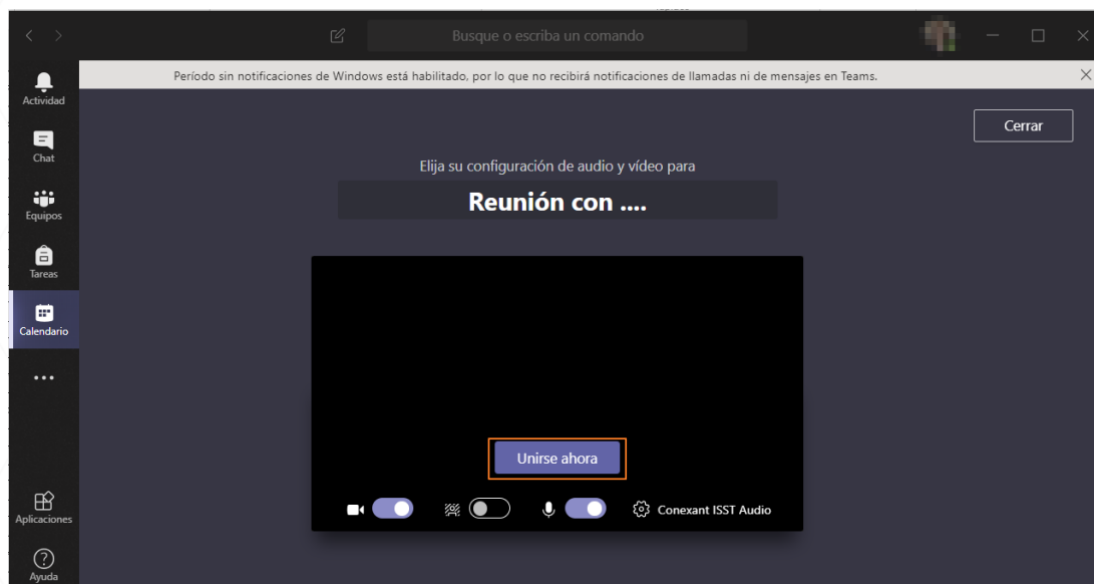 Busque o escriba un comando
Período sin notificaciones de Windows está habilitado, por lo que no recibirá notificaciones de llamadas ni de mensajes en Teams.
Actividad
Chat
Equipos
Tareas
Calendario
Aplicaciones
Ayuda
Cerrar
Elija su configuración de audio y vídeo para
Reunión con ....
Unirse ahora
Conexant ISST Audio